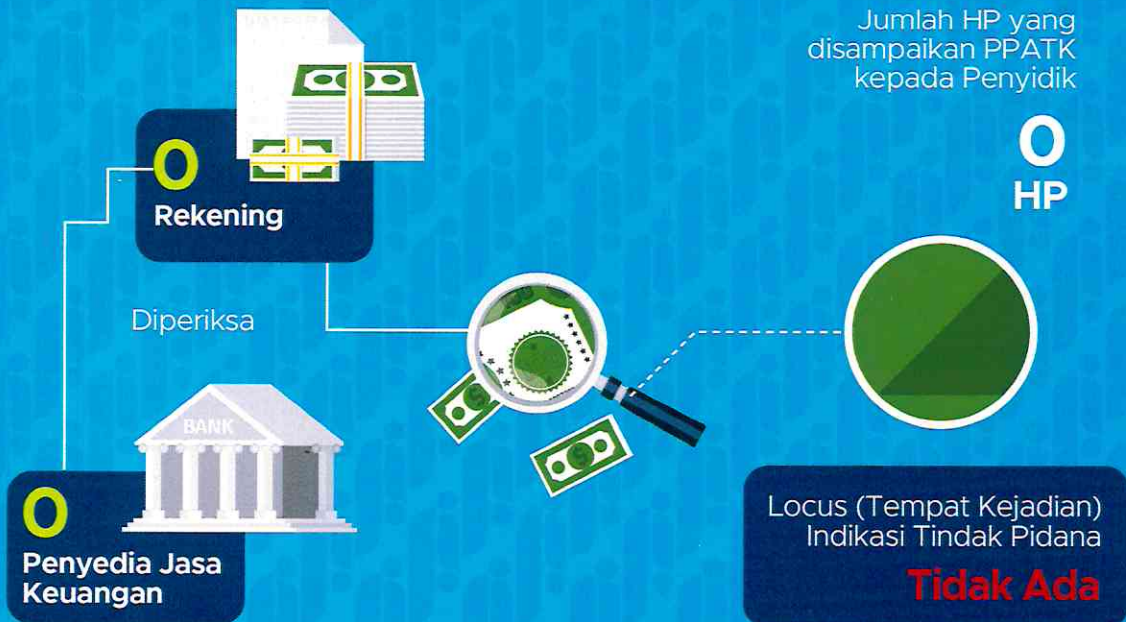 Jumlah HP yang
disampaikan PPATK
kepada Penyidik
0
HP
0
Rekening
Diperiksa
BANK
0
Penyedia Jasa
Keuangan
Locus (Tempat Kejadian)
Indikasi Tindak Pidana
Tidak Ada